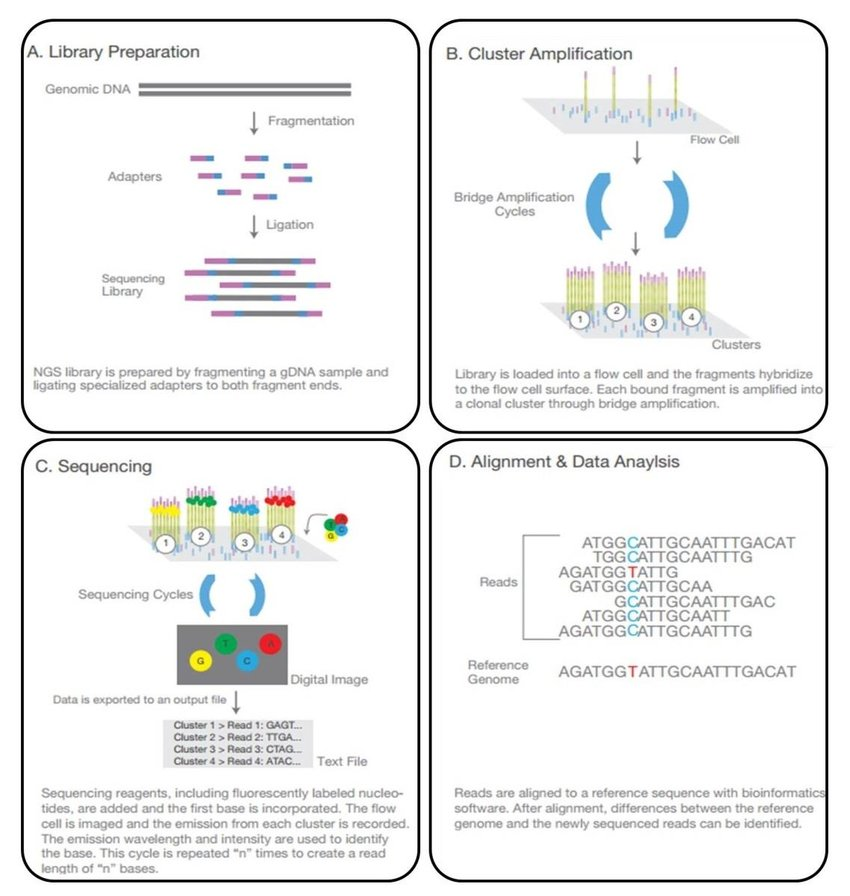 A. Library Preparation
Genomic DNA
Fragmentation
Adapters
Ligation
Sequencing
Library
NGS library is prepared by fragmenting a gDNA sample and
ligating specialized adapters to both fragment ends.
B. Cluster Amplification
Flow Cell
Bridge Amplification
Cycles
1
2
3
4
Clusters
Library is loaded into a flow cell and the fragments hybridize
to the flow cell surface. Each bound fragment is amplified into
a clonal cluster through bridge amplification.
C. Sequencing
1
2
3
4
A
T
C
G
Sequencing Cycles
T
A
G
C
Digital Image
Data is exported to an output file
Cluster 1 > Read 1: GAGT...
Cluster 2 > Read 2: TTGA...
Cluster 3 > Read 3: CTAG...
Cluster 4 > Read 4: ATAC...
Text File
Sequencing reagents, including fluorescently labeled nucleo-
tides, are added and the first base is incorporated. The flow
cell is imaged and the emission from each cluster is recorded.
The emission wavelength and intensity are used to identify
the base. This cycle is repeated “n” times to create a read
length of “n” bases.
D. Alignment & Data Anaylsis
Reads
ATGGCATTGCAATTTGACAT
TGGCATTGCAATTTG
AGATGGTATTG
GATGGCATTGCAA
GCATTGCAATTTGAC
ATGGCATTGCAATT
AGATGGCATTGCAATTTG
Reference
Genome
AGATGGTATTGCAATTTGACAT
Reads are aligned to a reference sequence with bioinformatics
software. After alignment, differences between the reference
genome and the newly sequenced reads can be identified.